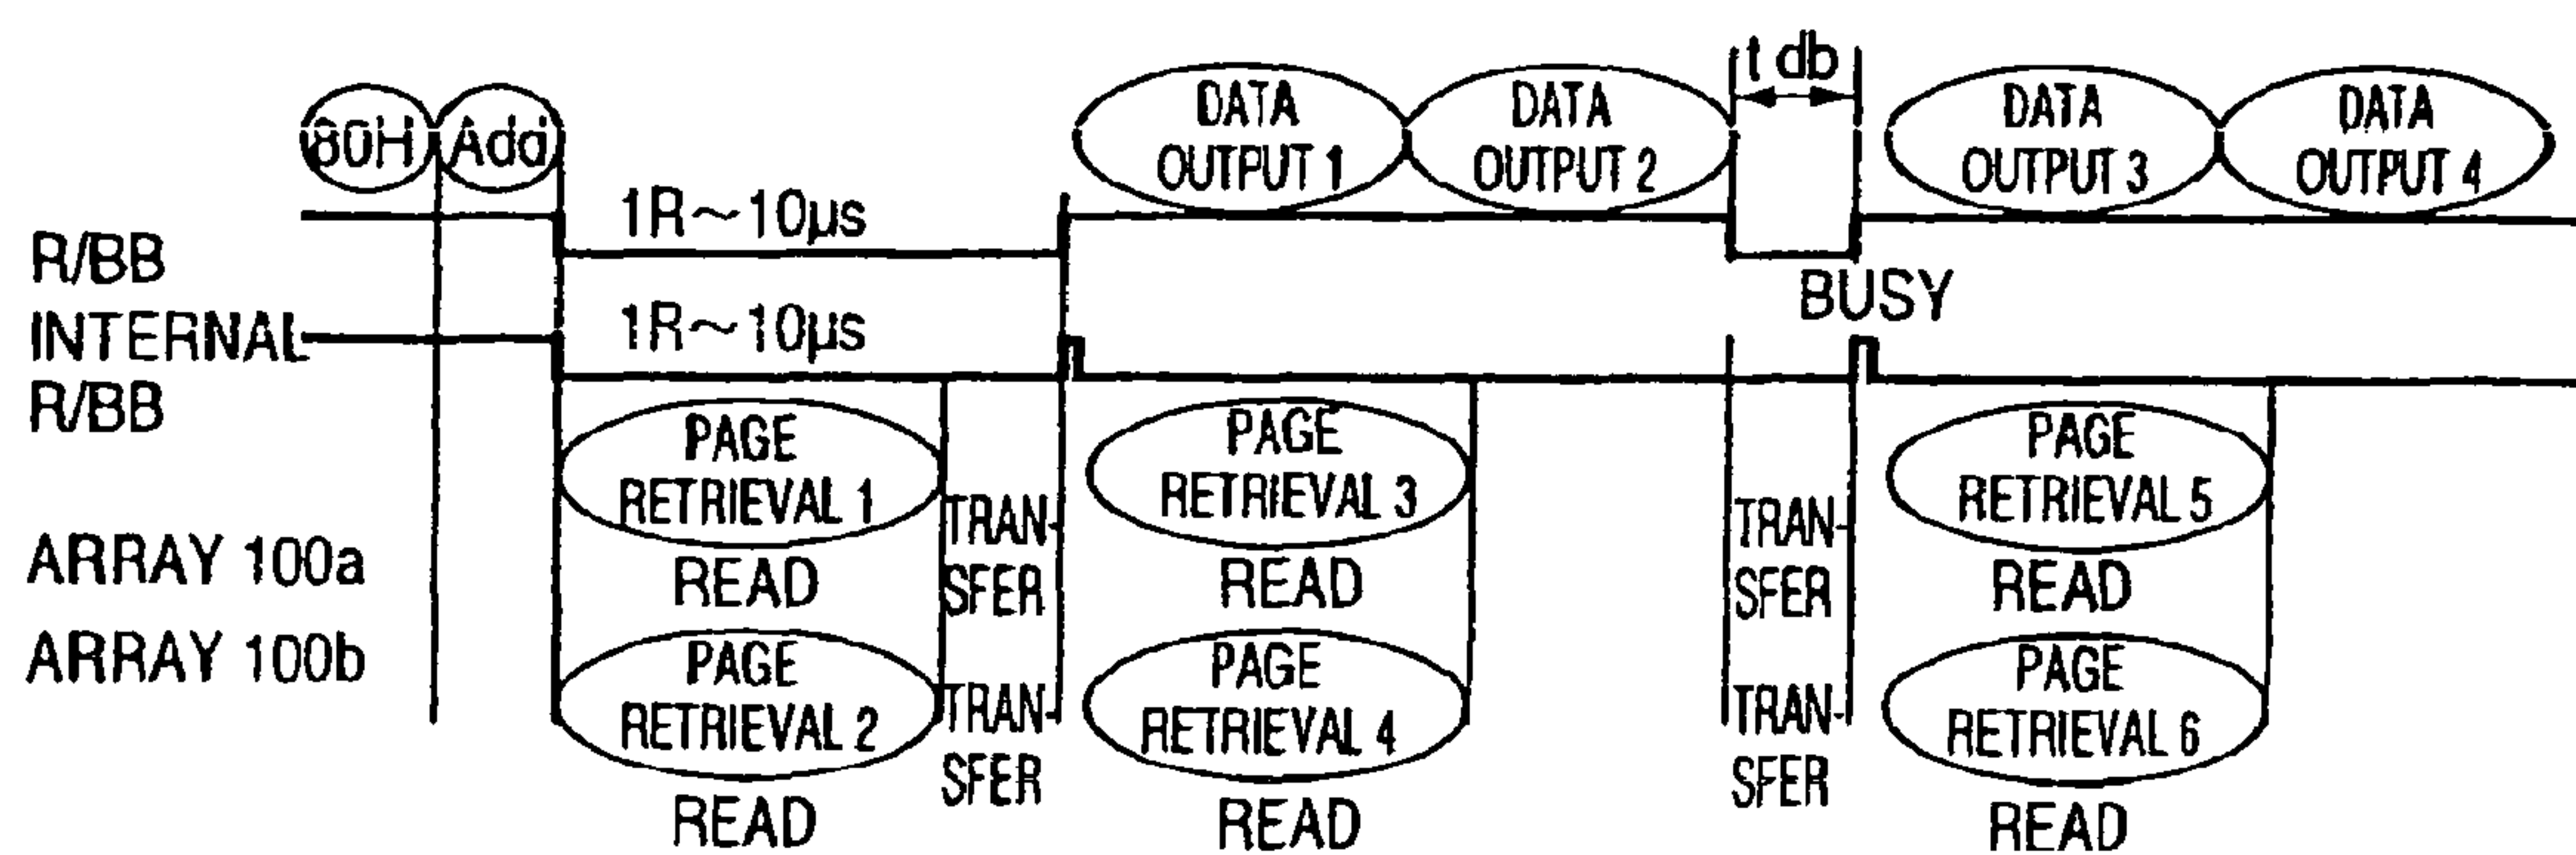 t db
DATA OUTPUT 1
DATA OUTPUT 2
DATA OUTPUT 3
DATA OUTPUT 4
80H Add
R/BB
1R~10µs
BUSY
INTERNAL R/BB
1R~10µs
ARRAY 100a
PAGE RETRIEVAL 1
READ
TRAN-
SFER
PAGE RETRIEVAL 3
READ
TRAN-
SFER
PAGE RETRIEVAL 5
READ
ARRAY 100b
PAGE RETRIEVAL 2
READ
TRAN-
SFER
PAGE RETRIEVAL 4
READ
TRAN-
SFER
PAGE RETRIEVAL 6
READ